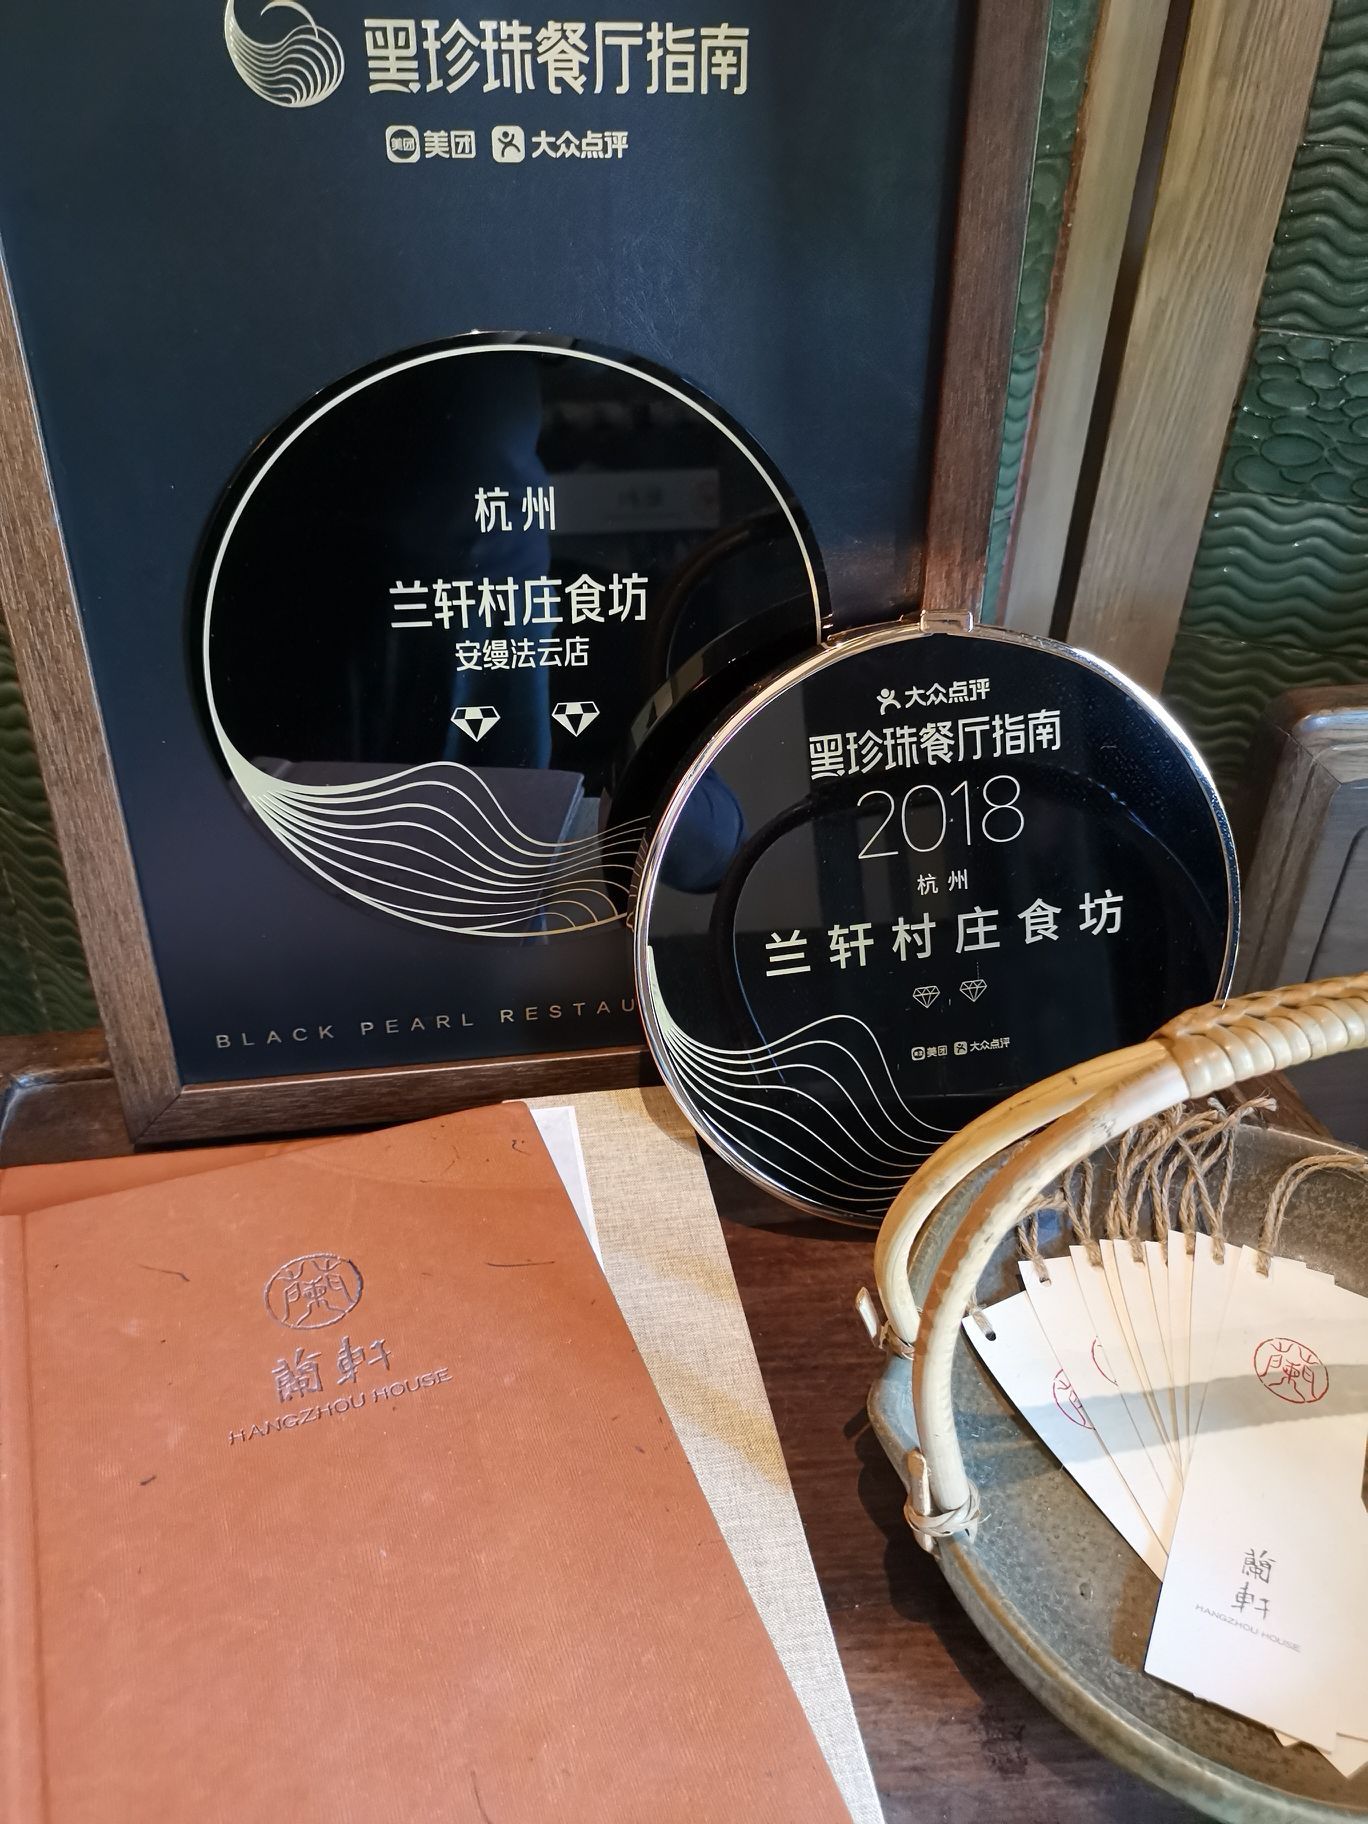 黑珍珠餐厅指南
美团 美团 大众点评
杭州
兰轩村庄食坊
安缦法云店
BLACK PEARL RESTAU
大众点评
黑珍珠餐厅指南
2018
杭州
兰轩村庄食坊
美团 大众点评
蘭
蘭軒
HANGZHOU HOUSE
蘭
蘭
軒
HANGZHOU HOUSE